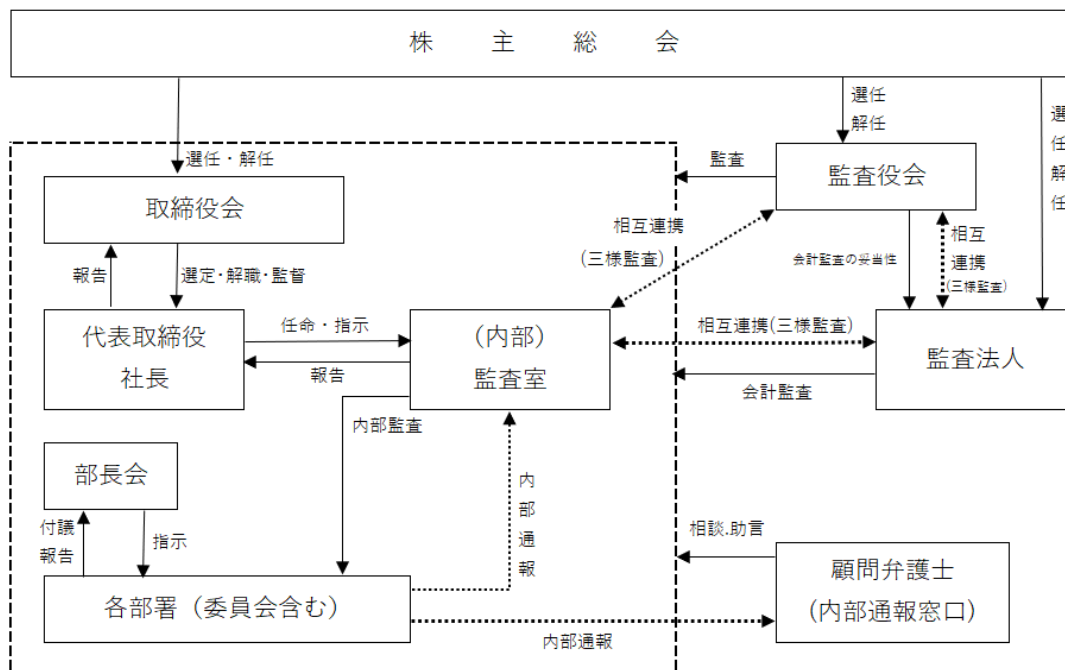 株主総会
選任
解任
選任解任
選任・解任
監査
監査役会
取締役会
相互連携
(三様監査)
相互
連携
(三様監査)
報告
選定・解職・監督
会計監査の妥当性
代表取締役
社長
任命・指示
報告
(内部)
監査室
相互連携(三様監査)
監査法人
会計監査
内部監査
部長会
内部通報
付議
報告
指示
相談.助言
顧問弁護士
(内部通報窓口)
各部署（委員会含む）
内部通報